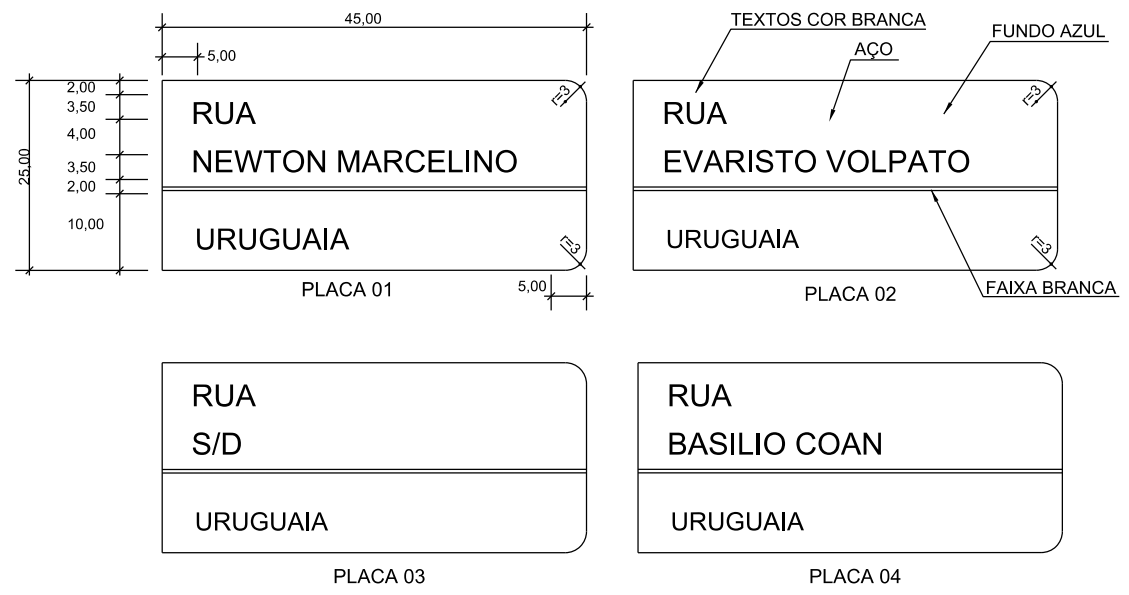 45,00
5,00
2,00
3,50
4,00
3,50
2,00
10,00
25,00
r=3
RUA
NEWTON MARCELINO
URUGUAIA
r=3
PLACA 01
5,00
TEXTOS COR BRANCA
AÇO
FUNDO AZUL
r=3
RUA
EVARISTO VOLPATO
URUGUAIA
r=3
PLACA 02
FAIXA BRANCA
RUA
S/D
URUGUAIA
PLACA 03
RUA
BASILIO COAN
URUGUAIA
PLACA 04